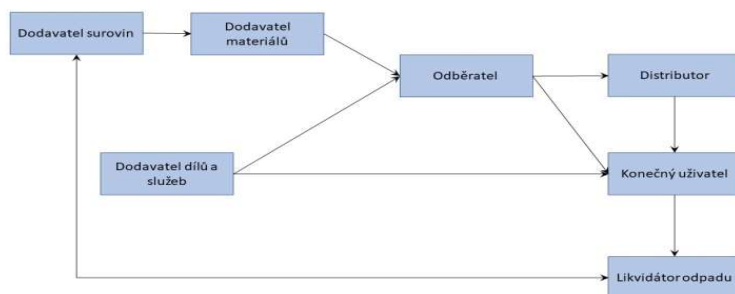 Dodavatel surovin
Dodavatel
materiálů
Odběratel
Distributor
Dodavatel dílů a
služeb
Konečný uživatel
Likvidátor odpadu